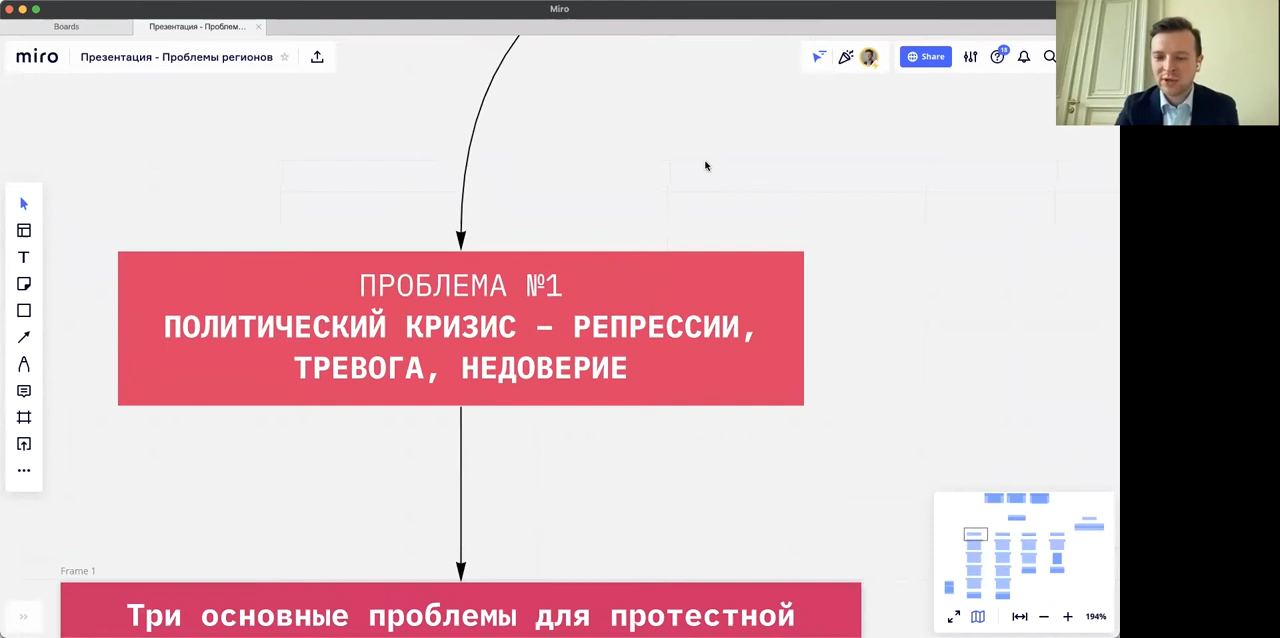 Miro
Boards
Презентация - Проблем...
miro
Презентация - Проблемы регионов
Share
18
ПРОБЛЕМА №1
ПОЛИТИЧЕСКИЙ КРИЗИС – РЕПРЕССИИ,
ТРЕВОГА, НЕДОВЕРИЕ
Frame 1
Три основные проблемы для протестной
194%